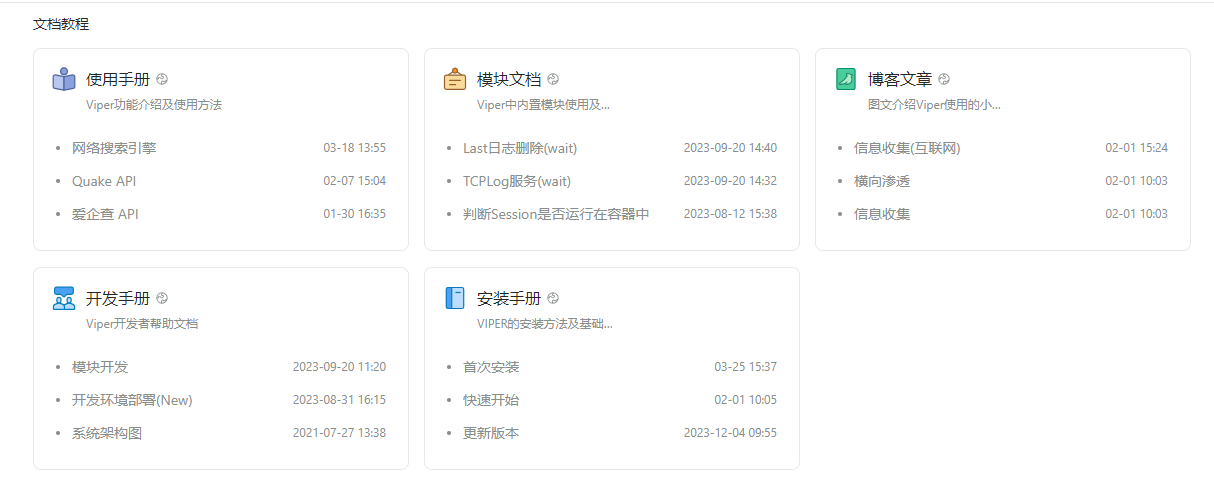 文档教程
使用手册
Viper功能介绍及使用方法
网络搜索引擎 03-18 13:55
Quake API 02-07 15:04
爱企查 API 01-30 16:35
模块文档
Viper中内置模块使用及...
Last日志删除(wait) 2023-09-20 14:40
TCPLog服务(wait) 2023-09-20 14:32
判断Session是否运行在容器中 2023-08-12 15:38
博客文章
图文介绍Viper使用的小...
信息收集(互联网) 02-01 15:24
横向渗透 02-01 10:03
信息收集 02-01 10:03
开发手册
Viper开发者帮助文档
模块开发 2023-09-20 11:20
开发环境部署(New) 2023-08-31 16:15
系统架构图 2021-07-27 13:38
安装手册
VIPER的安装方法及基础...
首次安装 03-25 15:37
快速开始 02-01 10:05
更新版本 2023-12-04 09:55